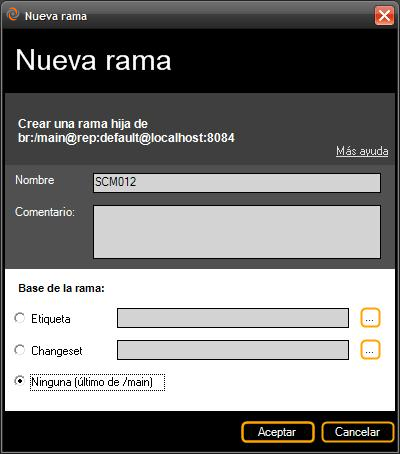 Nueva rama
Nueva rama
Crear una rama hija de
br:/main@rep:default@localhost:8084
Más ayuda
Nombre
SCM012
Comentario:
Base de la rama:
Etiqueta
...
Changeset
...
Ninguna (último de /main)
Aceptar
Cancelar